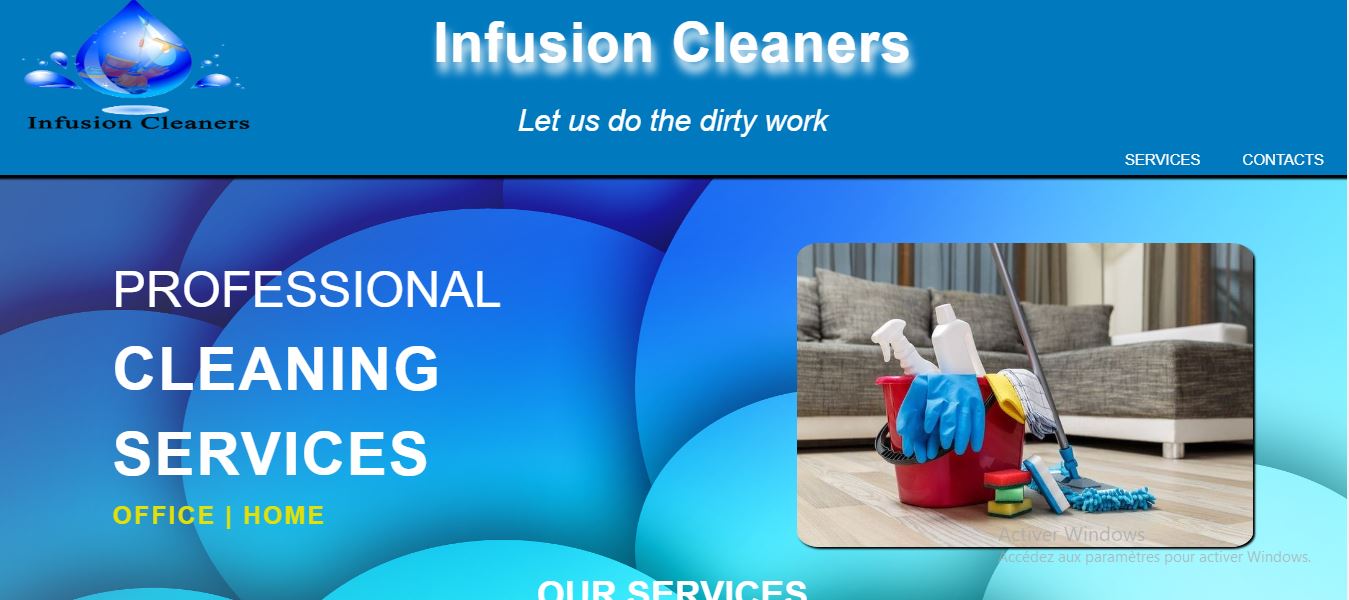 Infusion Cleaners
Infusion Cleaners
Let us do the dirty work
SERVICES CONTACTS
PROFESSIONAL
CLEANING
SERVICES
OFFICE | HOME
Activer Windows
Accédez aux paramètres pour activer Windows.
OUR SERVICES